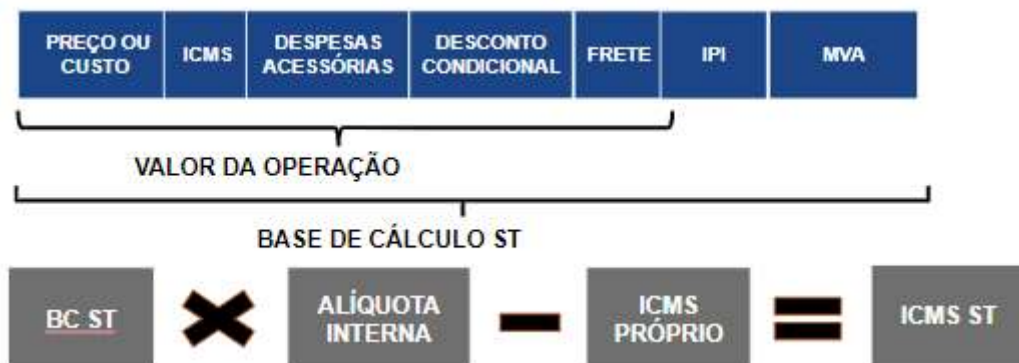 PREÇO OU
CUSTO
ICMS
DESPESAS
ACESSÓRIAS
DESCONTO
CONDICIONAL
FRETE
IPI
MVA
VALOR DA OPERAÇÃO
BASE DE CÁLCULO ST
BC ST
ALÍQUOTA
INTERNA
ICMS
PRÓPRIO
ICMS ST